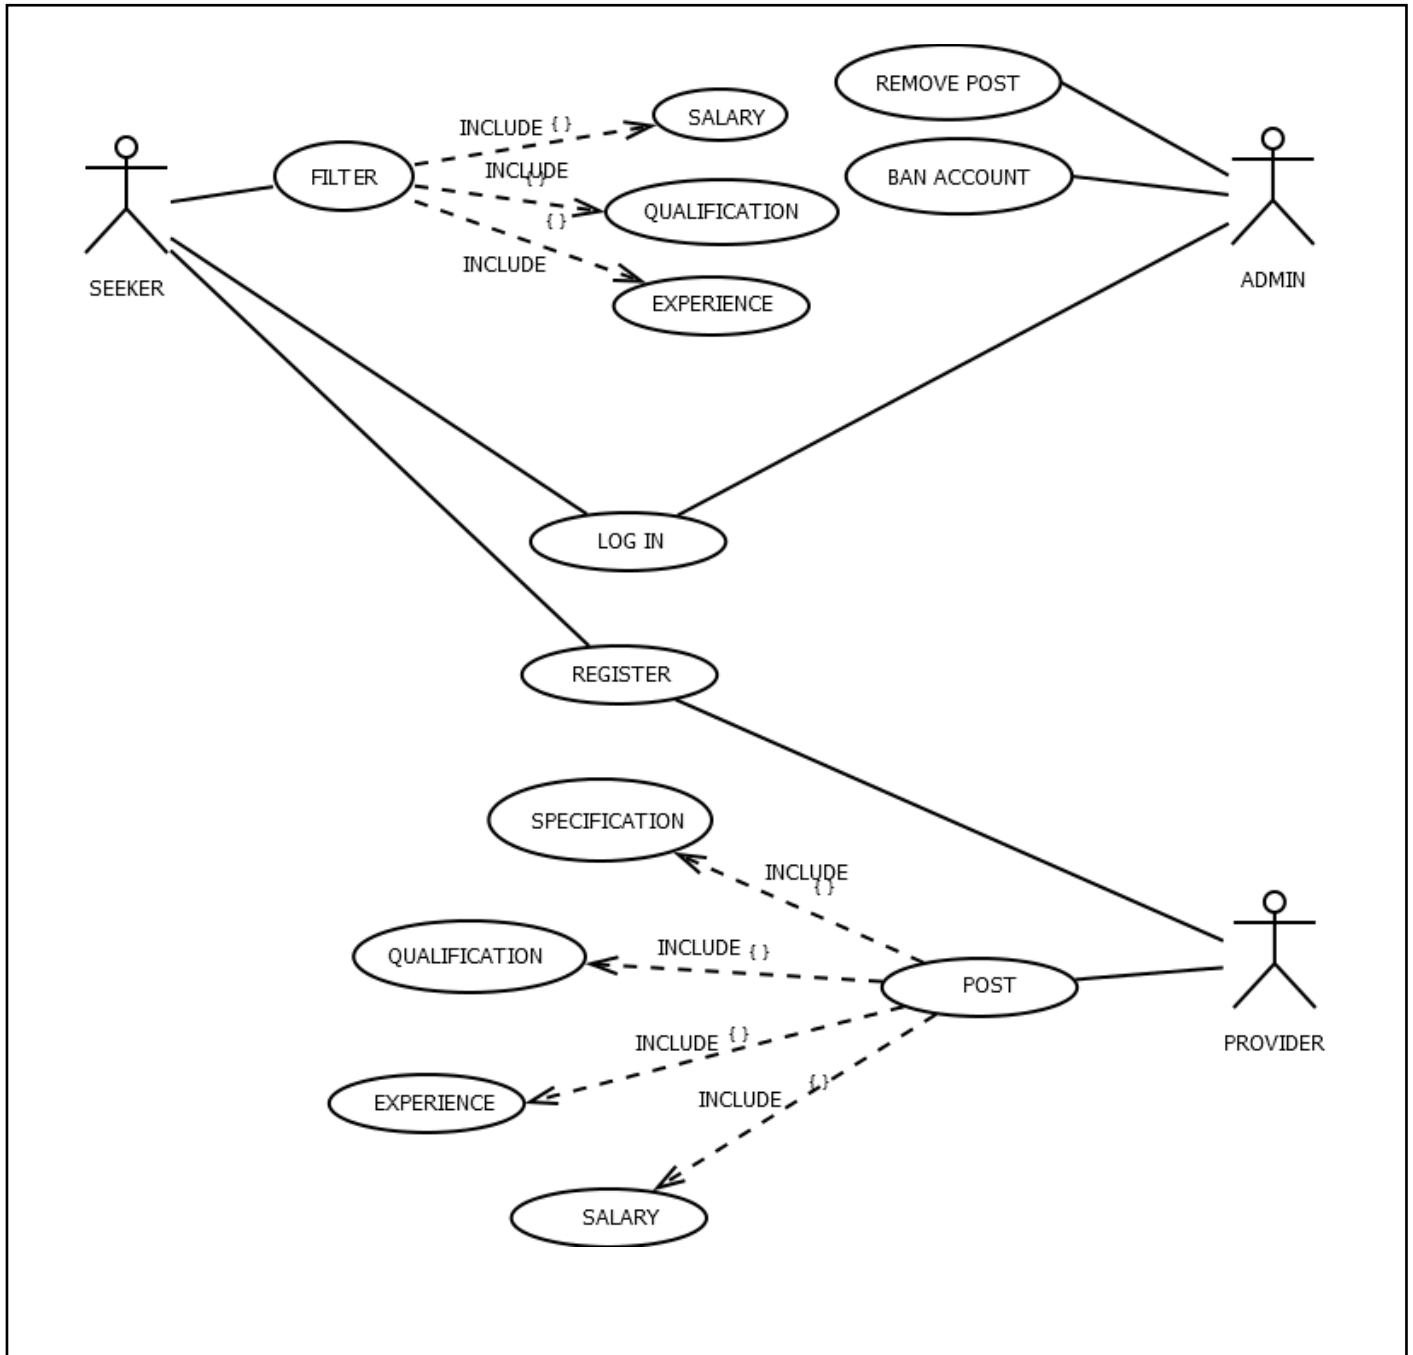 REMOVE POST
SALARY
INCLUDE { }
INCLUDE
{ }
FILTER
BAN ACCOUNT
QUALIFICATION
{ }
INCLUDE
SEEKER
ADMIN
EXPERIENCE
LOG IN
REGISTER
SPECIFICATION
INCLUDE
{ }
QUALIFICATION
INCLUDE { }
POST
INCLUDE { }
PROVIDER
EXPERIENCE
{ }
INCLUDE
SALARY